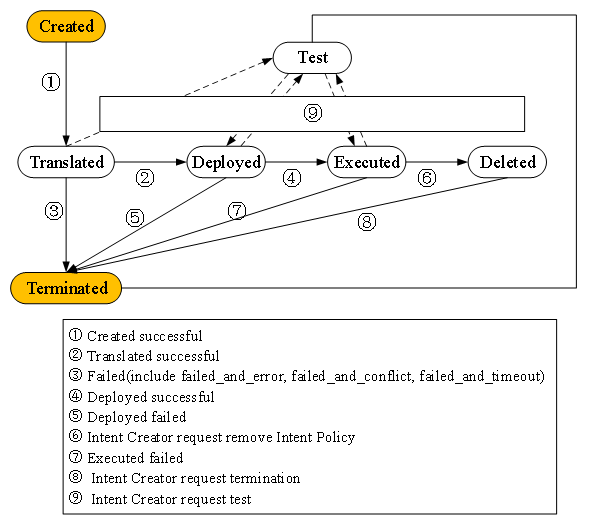 Created
Test
①
⑨
Translated
②
Deployed
④
Executed
⑥
Deleted
③
⑤
⑦
⑧
Terminated
① Created successful
② Translated successful
③ Failed(include failed_and_error, failed_and_conflict, failed_and_timeout)
④ Deployed successful
⑤ Deployed failed
⑥ Intent Creator request remove Intent Policy
⑦ Executed failed
⑧ Intent Creator request termination
⑨ Intent Creator request test